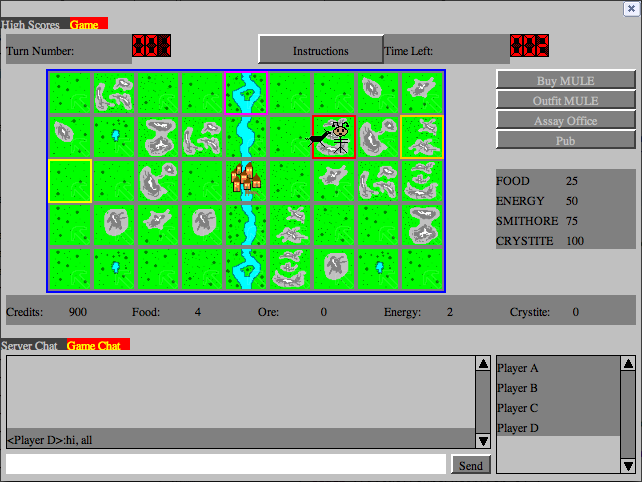 High Scores Game
Turn Number:
Instructions
Time Left: 002
Buy MULE
Outfit MULE
Assay Office
Pub
FOOD 25
ENERGY 50
SMITHORE 75
CRYSTITE 100
Credits: 900 Food: 4 Ore: 0 Energy: 2 Crystite: 0
Server Chat Game Chat
<Player D>:hi, all
Player A
Player B
Player C
Player D
Send